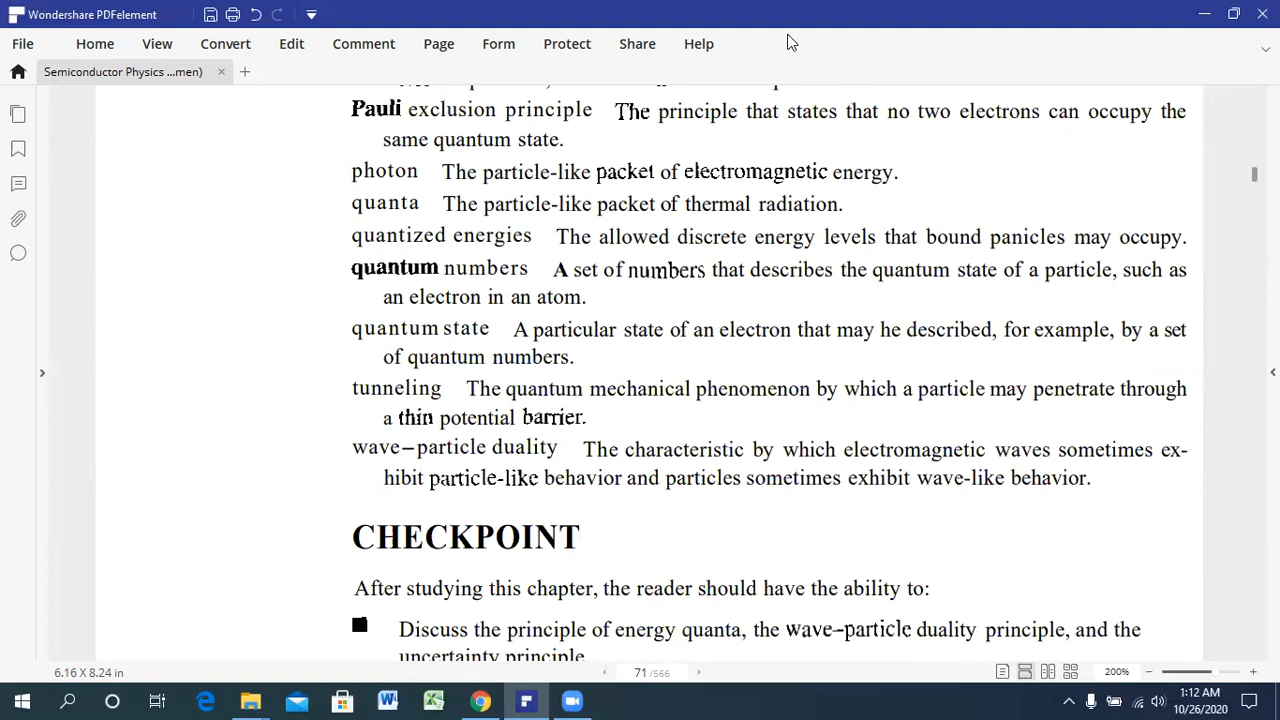 Wondershare PDFelement
File Home View Convert Edit Comment Page Form Protect Share Help
Semiconductor Physics ...men)
Pauli exclusion principle The principle that states that no two electrons can occupy the
same quantum state.
photon The particle-like packet of electromagnetic energy.
quanta The particle-like packet of thermal radiation.
quantized energies The allowed discrete energy levels that bound panicles may occupy.
quantum numbers A set of numbers that describes the quantum state of a particle, such as
an electron in an atom.
quantum state A particular state of an electron that may he described, for example, by a set
of quantum numbers.
tunneling The quantum mechanical phenomenon by which a particle may penetrate through
a thin potential barrier.
wave–particle duality The characteristic by which electromagnetic waves sometimes ex-
hibit particle-like behavior and particles sometimes exhibit wave-like behavior.
CHECKPOINT
After studying this chapter, the reader should have the ability to:
■ Discuss the principle of energy quanta, the wave–particle duality principle, and the
uncertainty principle
6.16 x 8.24 in
71 /566
200%
1:12 AM
10/26/2020